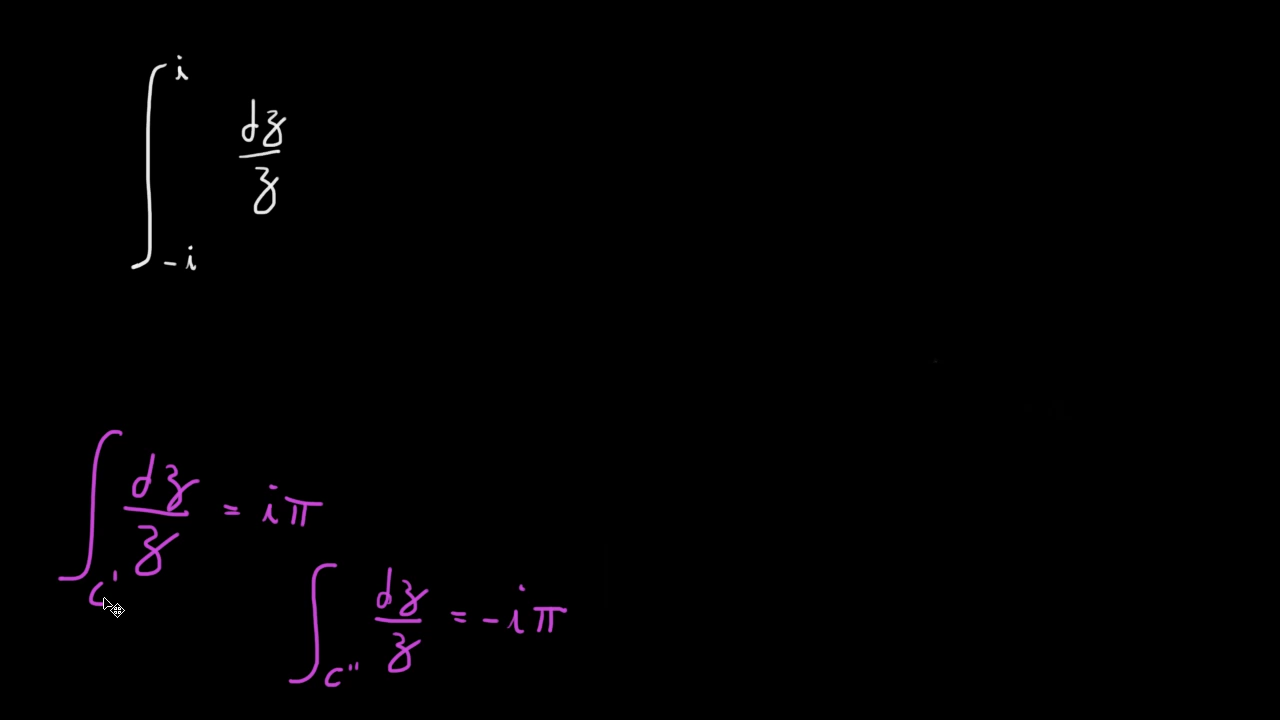 ∫_{-i}^{i} dz/z
∫_{C'} dz/z = iπ
∫_{C''} dz/z = -iπ